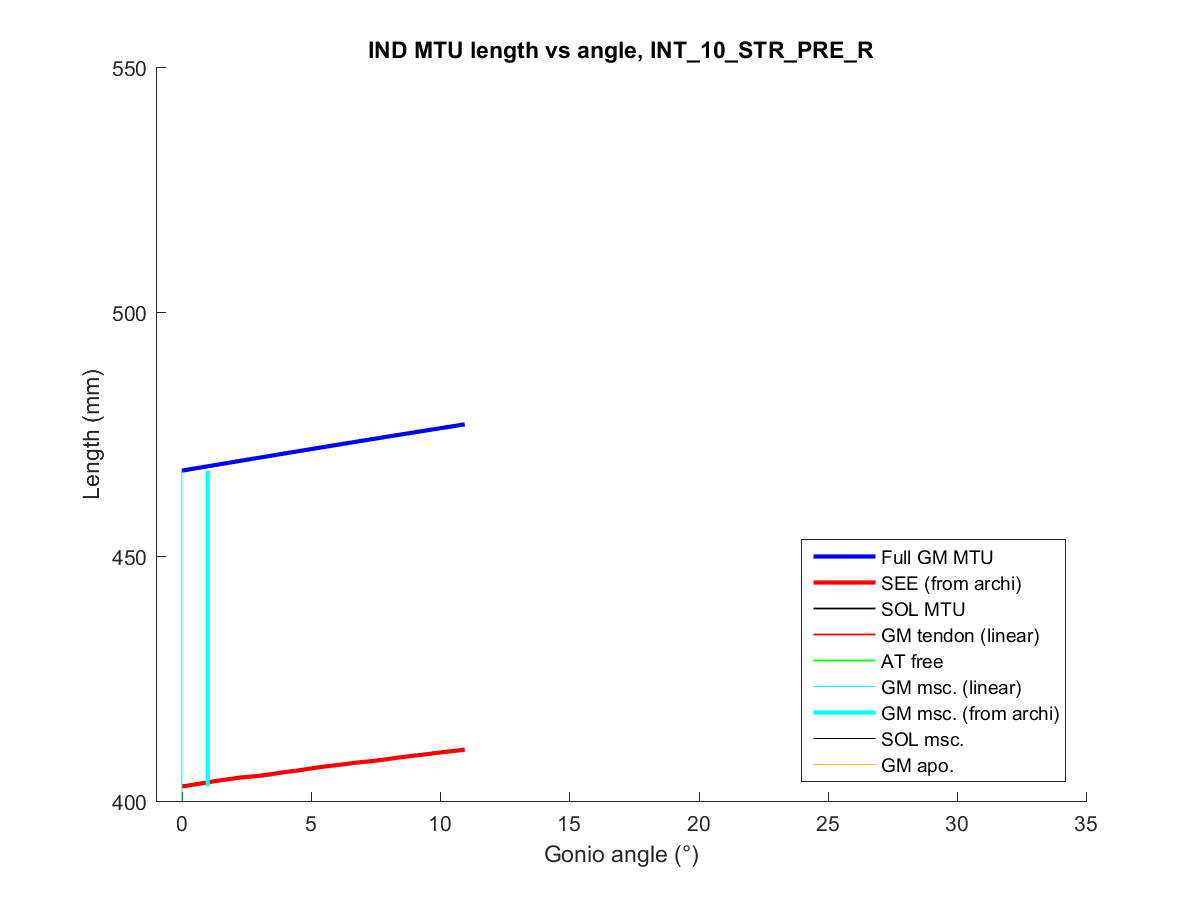 IND MTU length vs angle, INT_10_STR_PRE_R
550
500
450
400
Length (mm)
0 5 10 15 20 25 30 35
Gonio angle (°)
Full GM MTU
SEE (from archi)
SOL MTU
GM tendon (linear)
AT free
GM msc. (linear)
GM msc. (from archi)
SOL msc.
GM apo.